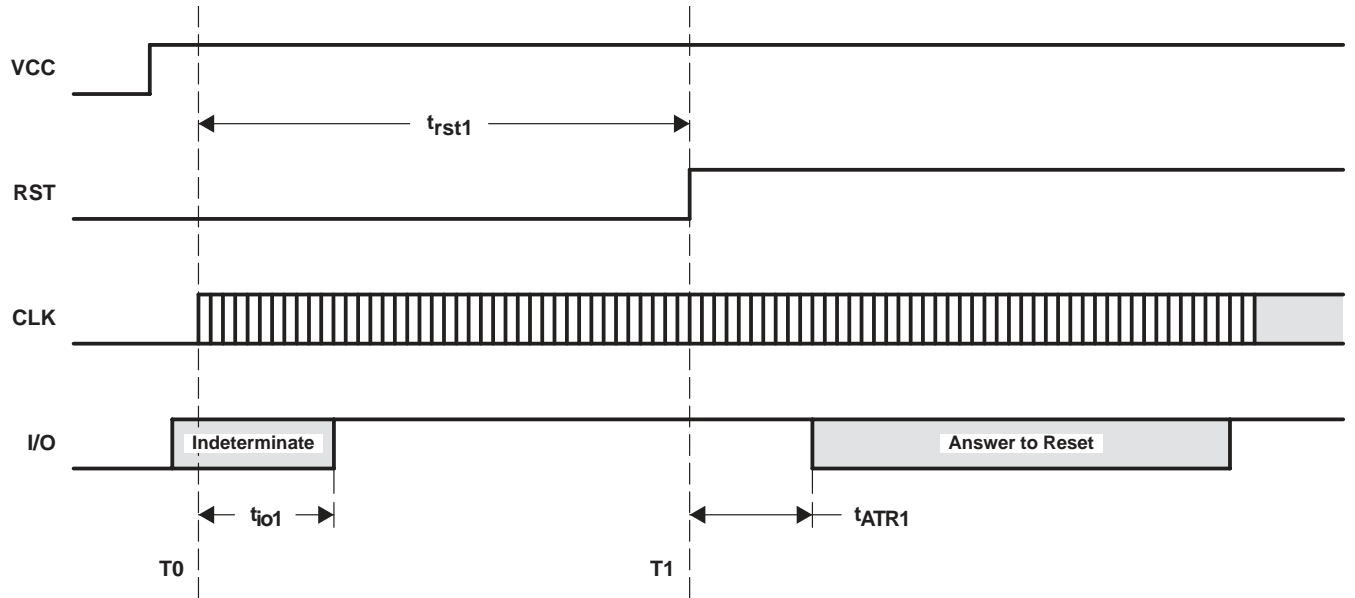 VCC
trst1
RST
CLK
I/O
Indeterminate
Answer to Reset
tio1
tATR1
T0
T1